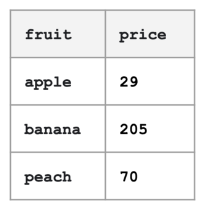 fruit price
apple 29
banana 205
peach 70